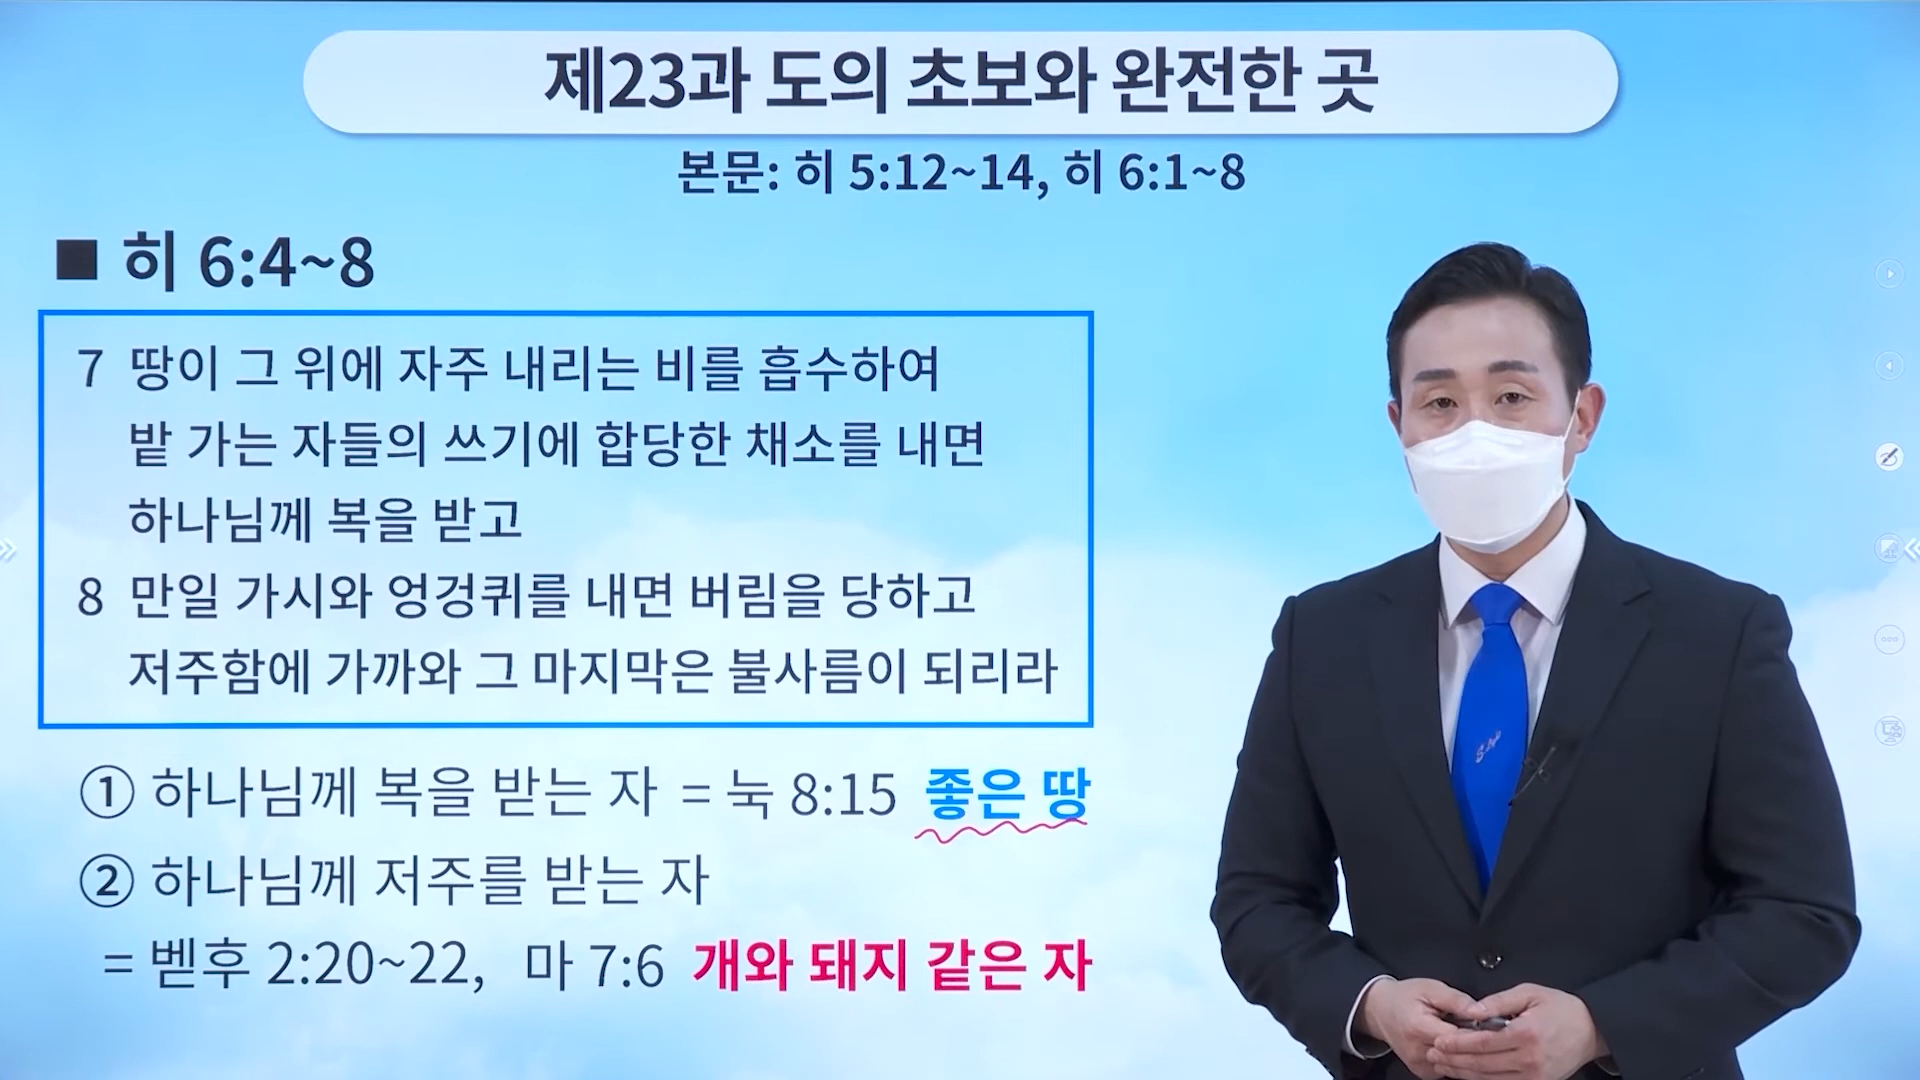 제23과 도의 초보와 완전한 곳
본문: 히 5:12~14, 히 6:1~8
■ 히 6:4~8
7 땅이 그 위에 자주 내리는 비를 흡수하여
밭 가는 자들의 쓰기에 합당한 채소를 내면
하나님께 복을 받고
8 만일 가시와 엉겅퀴를 내면 버림을 당하고
저주함에 가까와 그 마지막은 불사름이 되리라
① 하나님께 복을 받는 자 = 눅 8:15 좋은 땅
② 하나님께 저주를 받는 자
= 벧후 2:20~22, 마 7:6 개와 돼지 같은 자